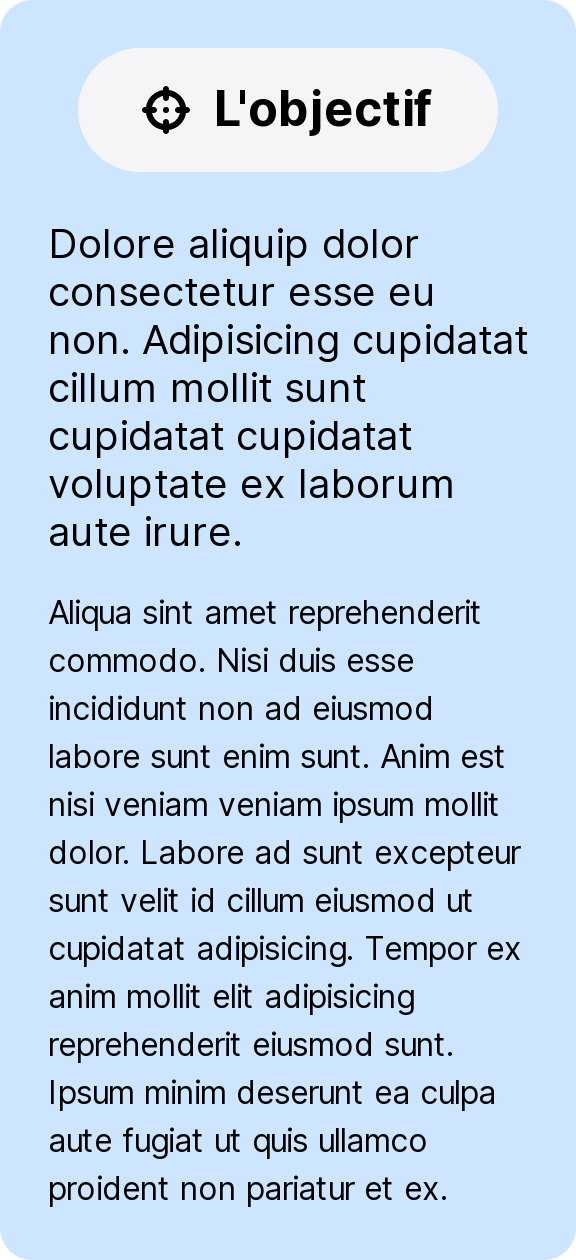 L'objectif
Dolore aliquip dolor
consectetur esse eu
non. Adipisicing cupidatat
cillum mollit sunt
cupidatat cupidatat
voluptate ex laborum
aute irure.
Aliqua sint amet reprehenderit
commodo. Nisi duis esse
incididunt non ad eiusmod
labore sunt enim sunt. Anim est
nisi veniam veniam ipsum mollit
dolor. Labore ad sunt excepteur
sunt velit id cillum eiusmod ut
cupidatat adipisicing. Tempor ex
anim mollit elit adipisicing
reprehenderit eiusmod sunt.
Ipsum minim deserunt ea culpa
aute fugiat ut quis ullamco
proident non pariatur et ex.